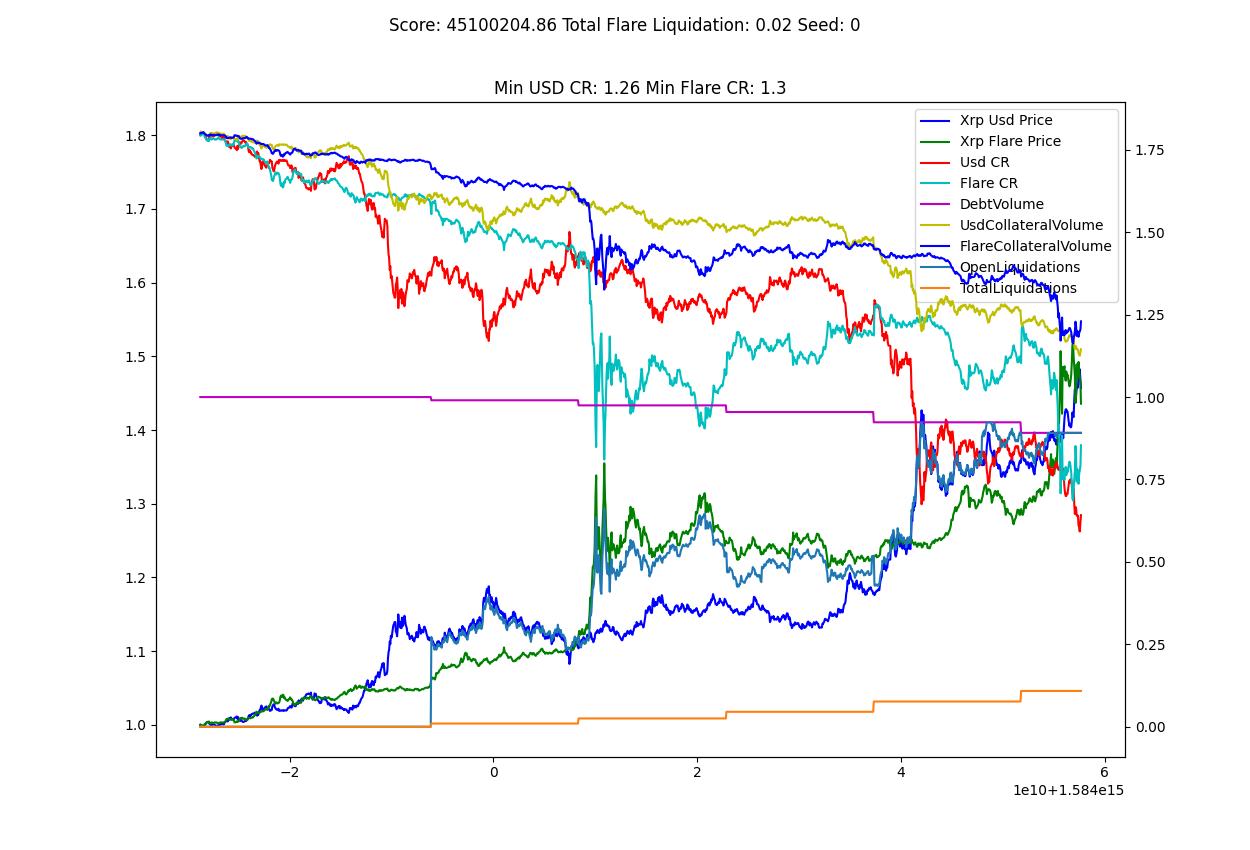 Score: 45100204.86 Total Flare Liquidation: 0.02 Seed: 0
Min USD CR: 1.26 Min Flare CR: 1.3
Xrp Usd Price
Xrp Flare Price
Usd CR
Flare CR
DebtVolume
UsdCollateralVolume
FlareCollateralVolume
OpenLiquidations
TotalLiquidations
1.8
1.7
1.6
1.5
1.4
1.3
1.2
1.1
1.0
1.75
1.50
1.25
1.00
0.75
0.50
0.25
0.00
−2
0
2
4
6
1e10+1.584e15